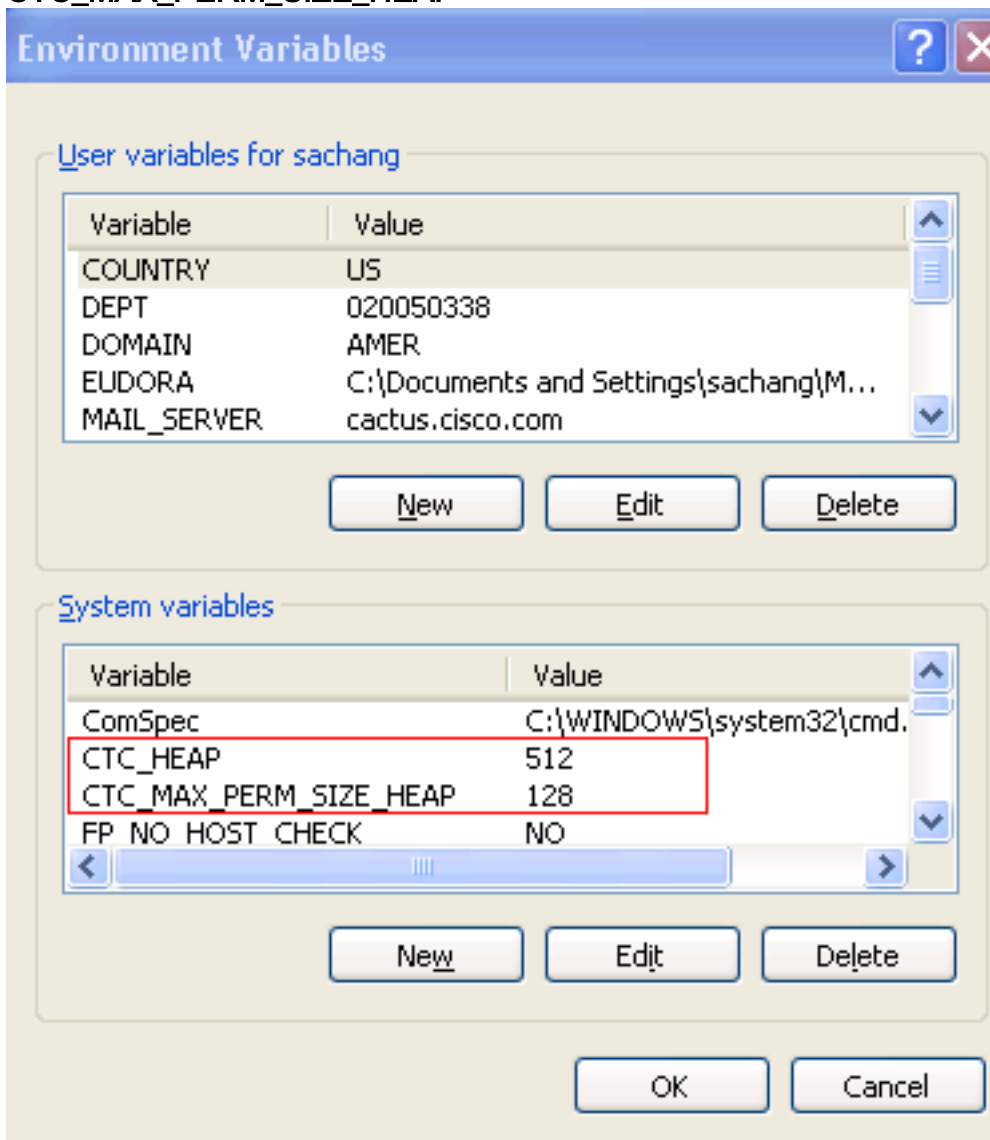 CTC_MAX_PERM_SIZE_HEAP
Environment Variables
User variables for sachang
Variable Value
COUNTRY US
DEPT 020050338
DOMAIN AMER
EUDORA C:\Documents and Settings\sachang\M...
MAIL_SERVER cactus.cisco.com
New Edit Delete
System variables
Variable Value
ComSpec C:\WINDOWS\system32\cmd.
CTC_HEAP 512
CTC_MAX_PERM_SIZE_HEAP 128
FP_NO_HOST_CHECK NO
New Edit Delete
OK Cancel